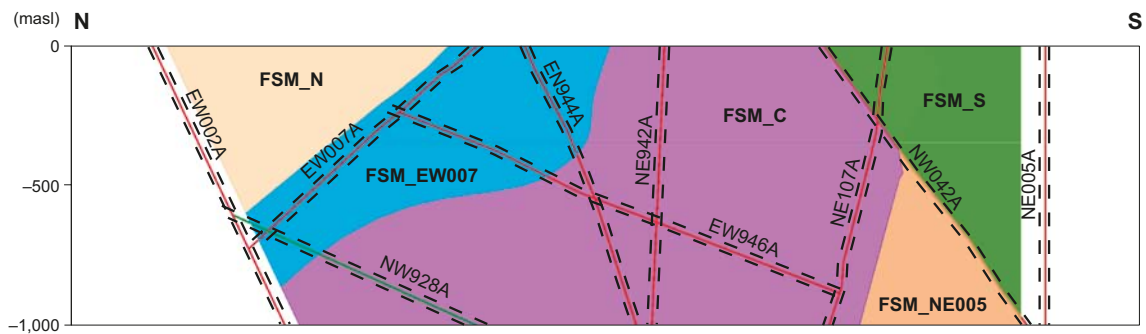 (masl) N S
0
–500
–1,000
FSM_N
FSM_EW007
FSM_C
FSM_S
FSM_NE005
EW002A
EW007A
EN944A
NE942A
NE107A
NW042A
NE005A
EW946A
NW928A